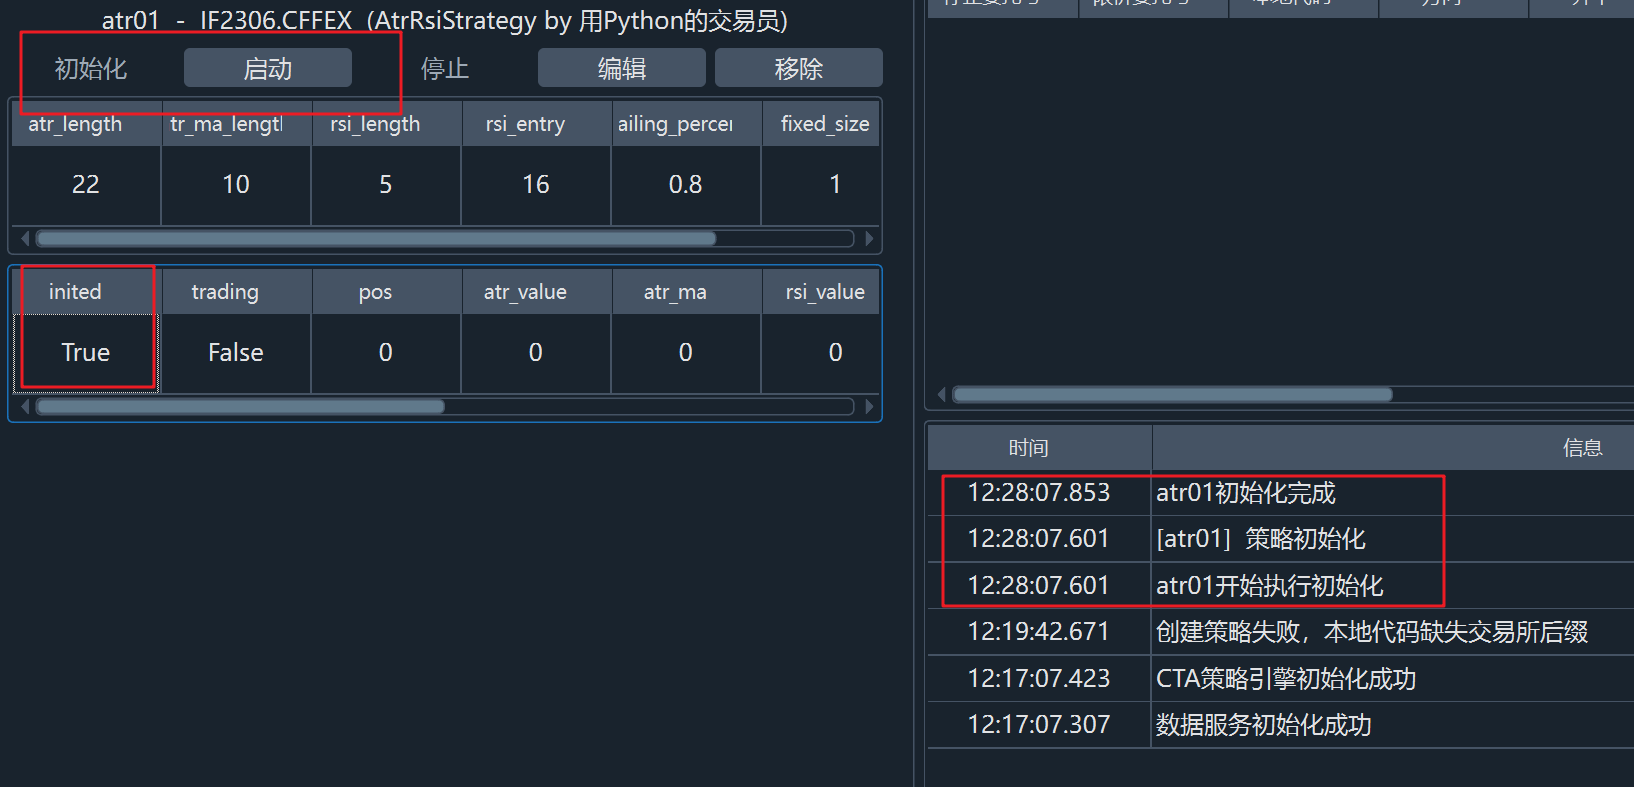 atr01 - IF2306.CFFEX (AtrRsiStrategy by 用Python的交易员)
初始化 启动 停止 编辑 移除
atr_length tr_ma_lengt rsi_length rsi_entry ailing_percer fixed_size
22 10 5 16 0.8 1
inited trading pos atr_value atr_ma rsi_value
True False 0 0 0 0
时间 信息
12:28:07.853 atr01初始化完成
12:28:07.601 [atr01] 策略初始化
12:28:07.601 atr01开始执行初始化
12:19:42.671 创建策略失败，本地代码缺失交易所后缀
12:17:07.423 CTA策略引擎初始化成功
12:17:07.307 数据服务初始化成功